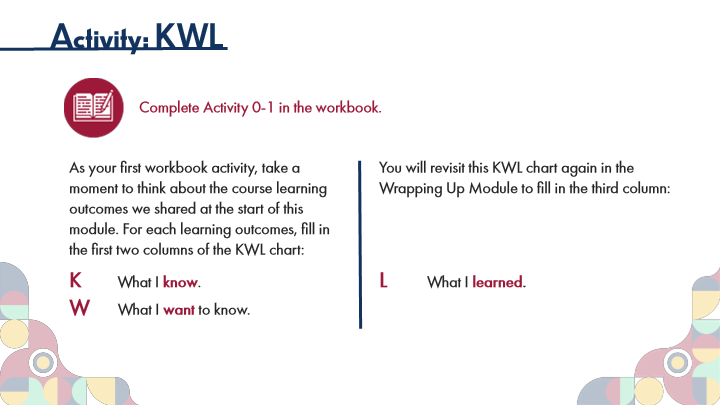 Activity: KWL
Complete Activity 0-1 in the workbook.
As your first workbook activity, take a
moment to think about the course learning
outcomes we shared at the start of this
module. For each learning outcomes, fill in
the first two columns of the KWL chart:
K What I know.
W What I want to know.
You will revisit this KWL chart again in the
Wrapping Up Module to fill in the third column:
L What I learned.